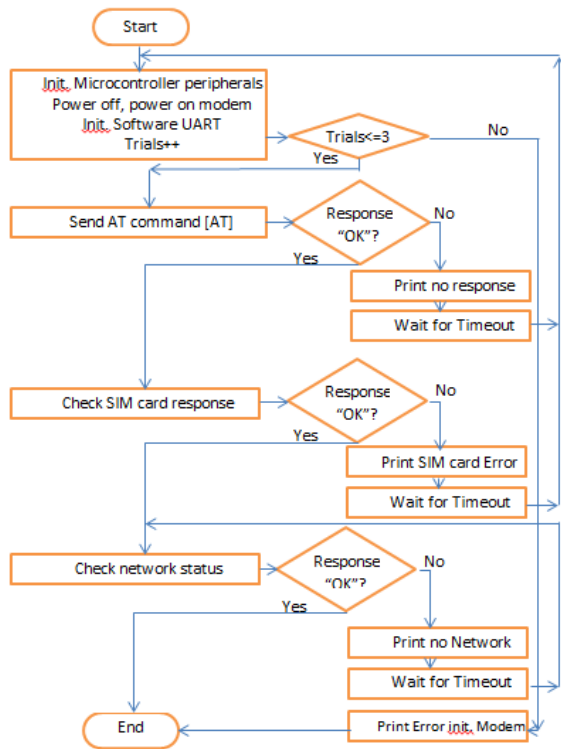 Start
Init. Microcontroller peripherals
Power off, power on modem
Init. Software UART
Trials++
Trials<=3
No
Yes
Send AT command [AT]
Response
"OK"?
No
Yes
Print no response
Wait for Timeout
Check SIM card response
Response
"OK"?
No
Yes
Print SIM card Error
Wait for Timeout
Check network status
Response
"OK"?
No
Yes
Print no Network
Wait for Timeout
End
Print Error init. Modem